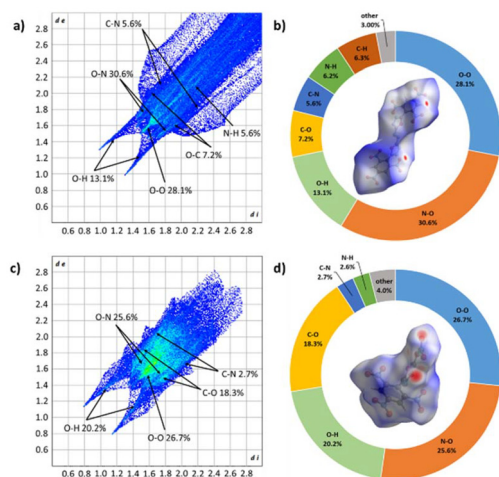 a)
d e
2.8
2.6
2.4
2.2
2.0
1.8
1.6
1.4
1.2
1.0
0.8
0.6
C-N 5.6%
O-N 30.6%
N-H 5.6%
O-C 7.2%
O-H 13.1%
O-O 28.1%
0.6 0.8 1.0 1.2 1.4 1.6 1.8 2.0 2.2 2.4 2.6 2.8
d i
b)
other
3.00%
C-H
6.3%
N-H
6.2%
C-N
5.6%
C-O
7.2%
O-H
13.1%
O-O
28.1%
N-O
30.6%
c)
d e
2.8
2.6
2.4
2.2
2.0
1.8
1.6
1.4
1.2
1.0
0.8
0.6
O-N 25.6%
C-N 2.7%
C-O 18.3%
O-H 20.2%
O-O 26.7%
0.6 0.8 1.0 1.2 1.4 1.6 1.8 2.0 2.2 2.4 2.6 2.8
d i
d)
N-H
2.6%
C-N
2.7%
other
4.0%
C-O
18.3%
O-O
26.7%
O-H
20.2%
N-O
25.6%